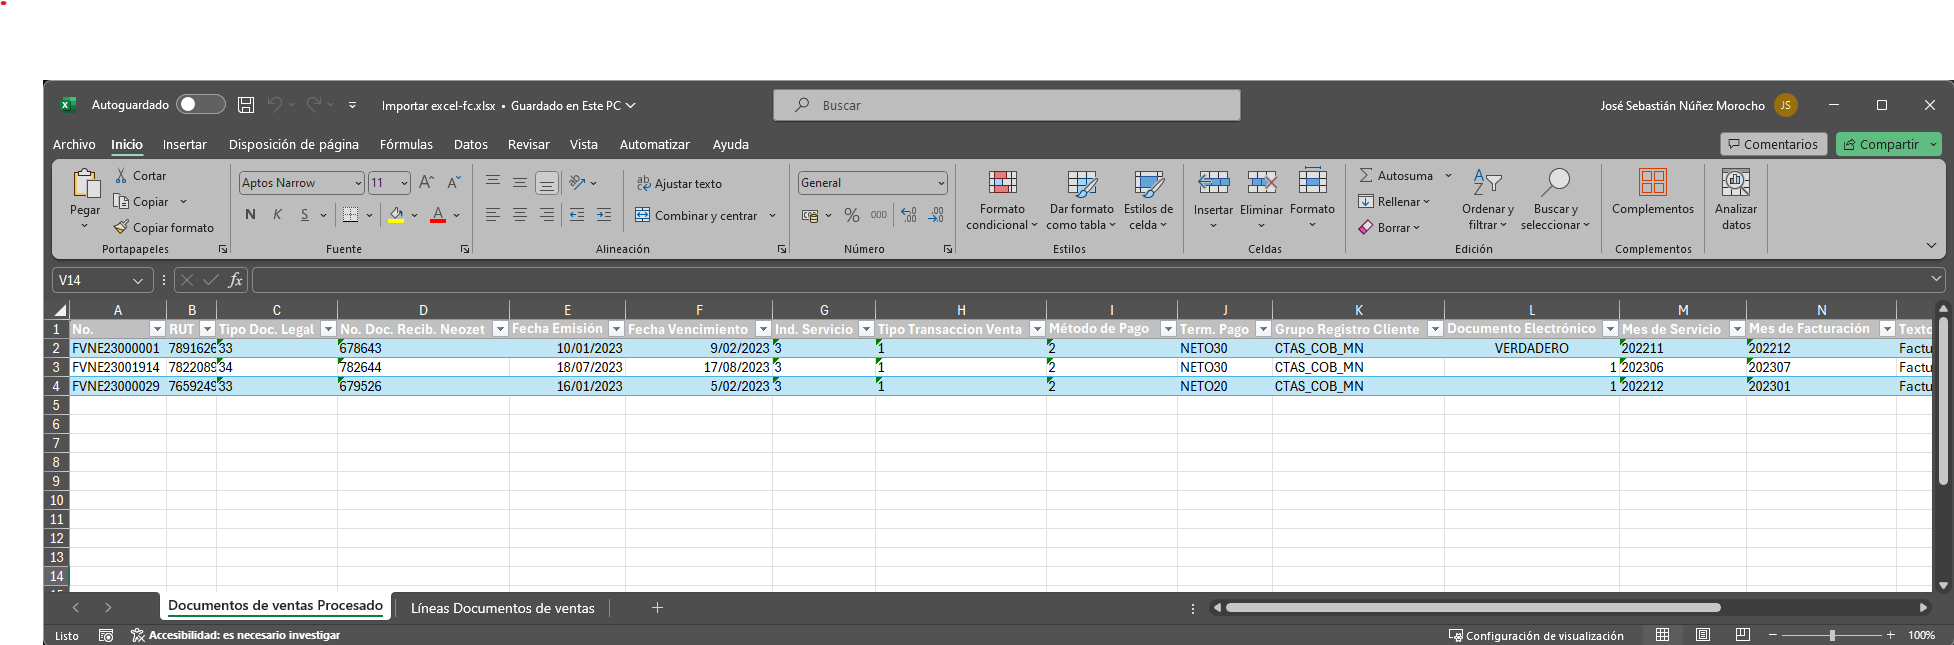 Autoguardado Importar excel-fc.xlsx • Guardado en Este PC Buscar José Sebastián Núñez Morocho JS
Archivo Inicio Insertar Disposición de página Fórmulas Datos Revisar Vista Automatizar Ayuda Comentarios Compartir
Pegar Cortar Copiar Copiar formato Portapapeles
Aptos Narrow 11 N K S A Fuente
Ajustar texto Combinar y centrar Alineación
General % 000 Número
Formato condicional Dar formato como tabla Estilos de celda Estilos
Insertar Eliminar Formato Celdas
Autosuma Rellenar Borrar Ordenar y filtrar Buscar y seleccionar Edición
Complementos Complementos
Analizar datos
V14 fx
A B C D E F G H I J K L M N
1 No. RUT Tipo Doc. Legal No. Doc. Recib. Neozet Fecha Emisión Fecha Vencimiento Ind. Servicio Tipo Transaccion Venta Método de Pago Term. Pago Grupo Registro Cliente Documento Electrónico Mes de Servicio Mes de Facturación Texto
2 FVNE23000001 7891626 33 678643 10/01/2023 9/02/2023 3 1 2 NETO30 CTAS_COB_MN VERDADERO 202211 202212 Factu
3 FVNE23001914 7822089 34 782644 18/07/2023 17/08/2023 3 1 2 NETO30 CTAS_COB_MN 1 202306 202307 Factu
4 FVNE23000029 7659249 33 679526 16/01/2023 5/02/2023 3 1 2 NETO20 CTAS_COB_MN 1 202212 202301 Factu
5
6
7
8
9
10
11
12
13
14
Documentos de ventas Procesado Líneas Documentos de ventas
Listo Accesibilidad: es necesario investigar Configuración de visualización 100%